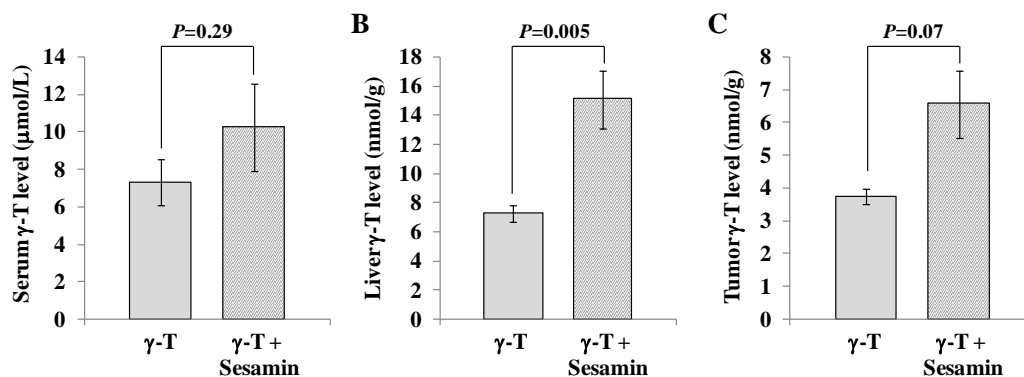 P=0.29
Serum γ-T level (μmol/L)
14
12
10
8
6
4
2
0
γ-T
γ-T +
Sesamin
B
P=0.005
Liver γ-T level (nmol/g)
18
16
14
12
10
8
6
4
2
0
γ-T
γ-T +
Sesamin
C
P=0.07
Tumor γ-T level (nmol/g)
8
7
6
5
4
3
2
1
0
γ-T
γ-T +
Sesamin